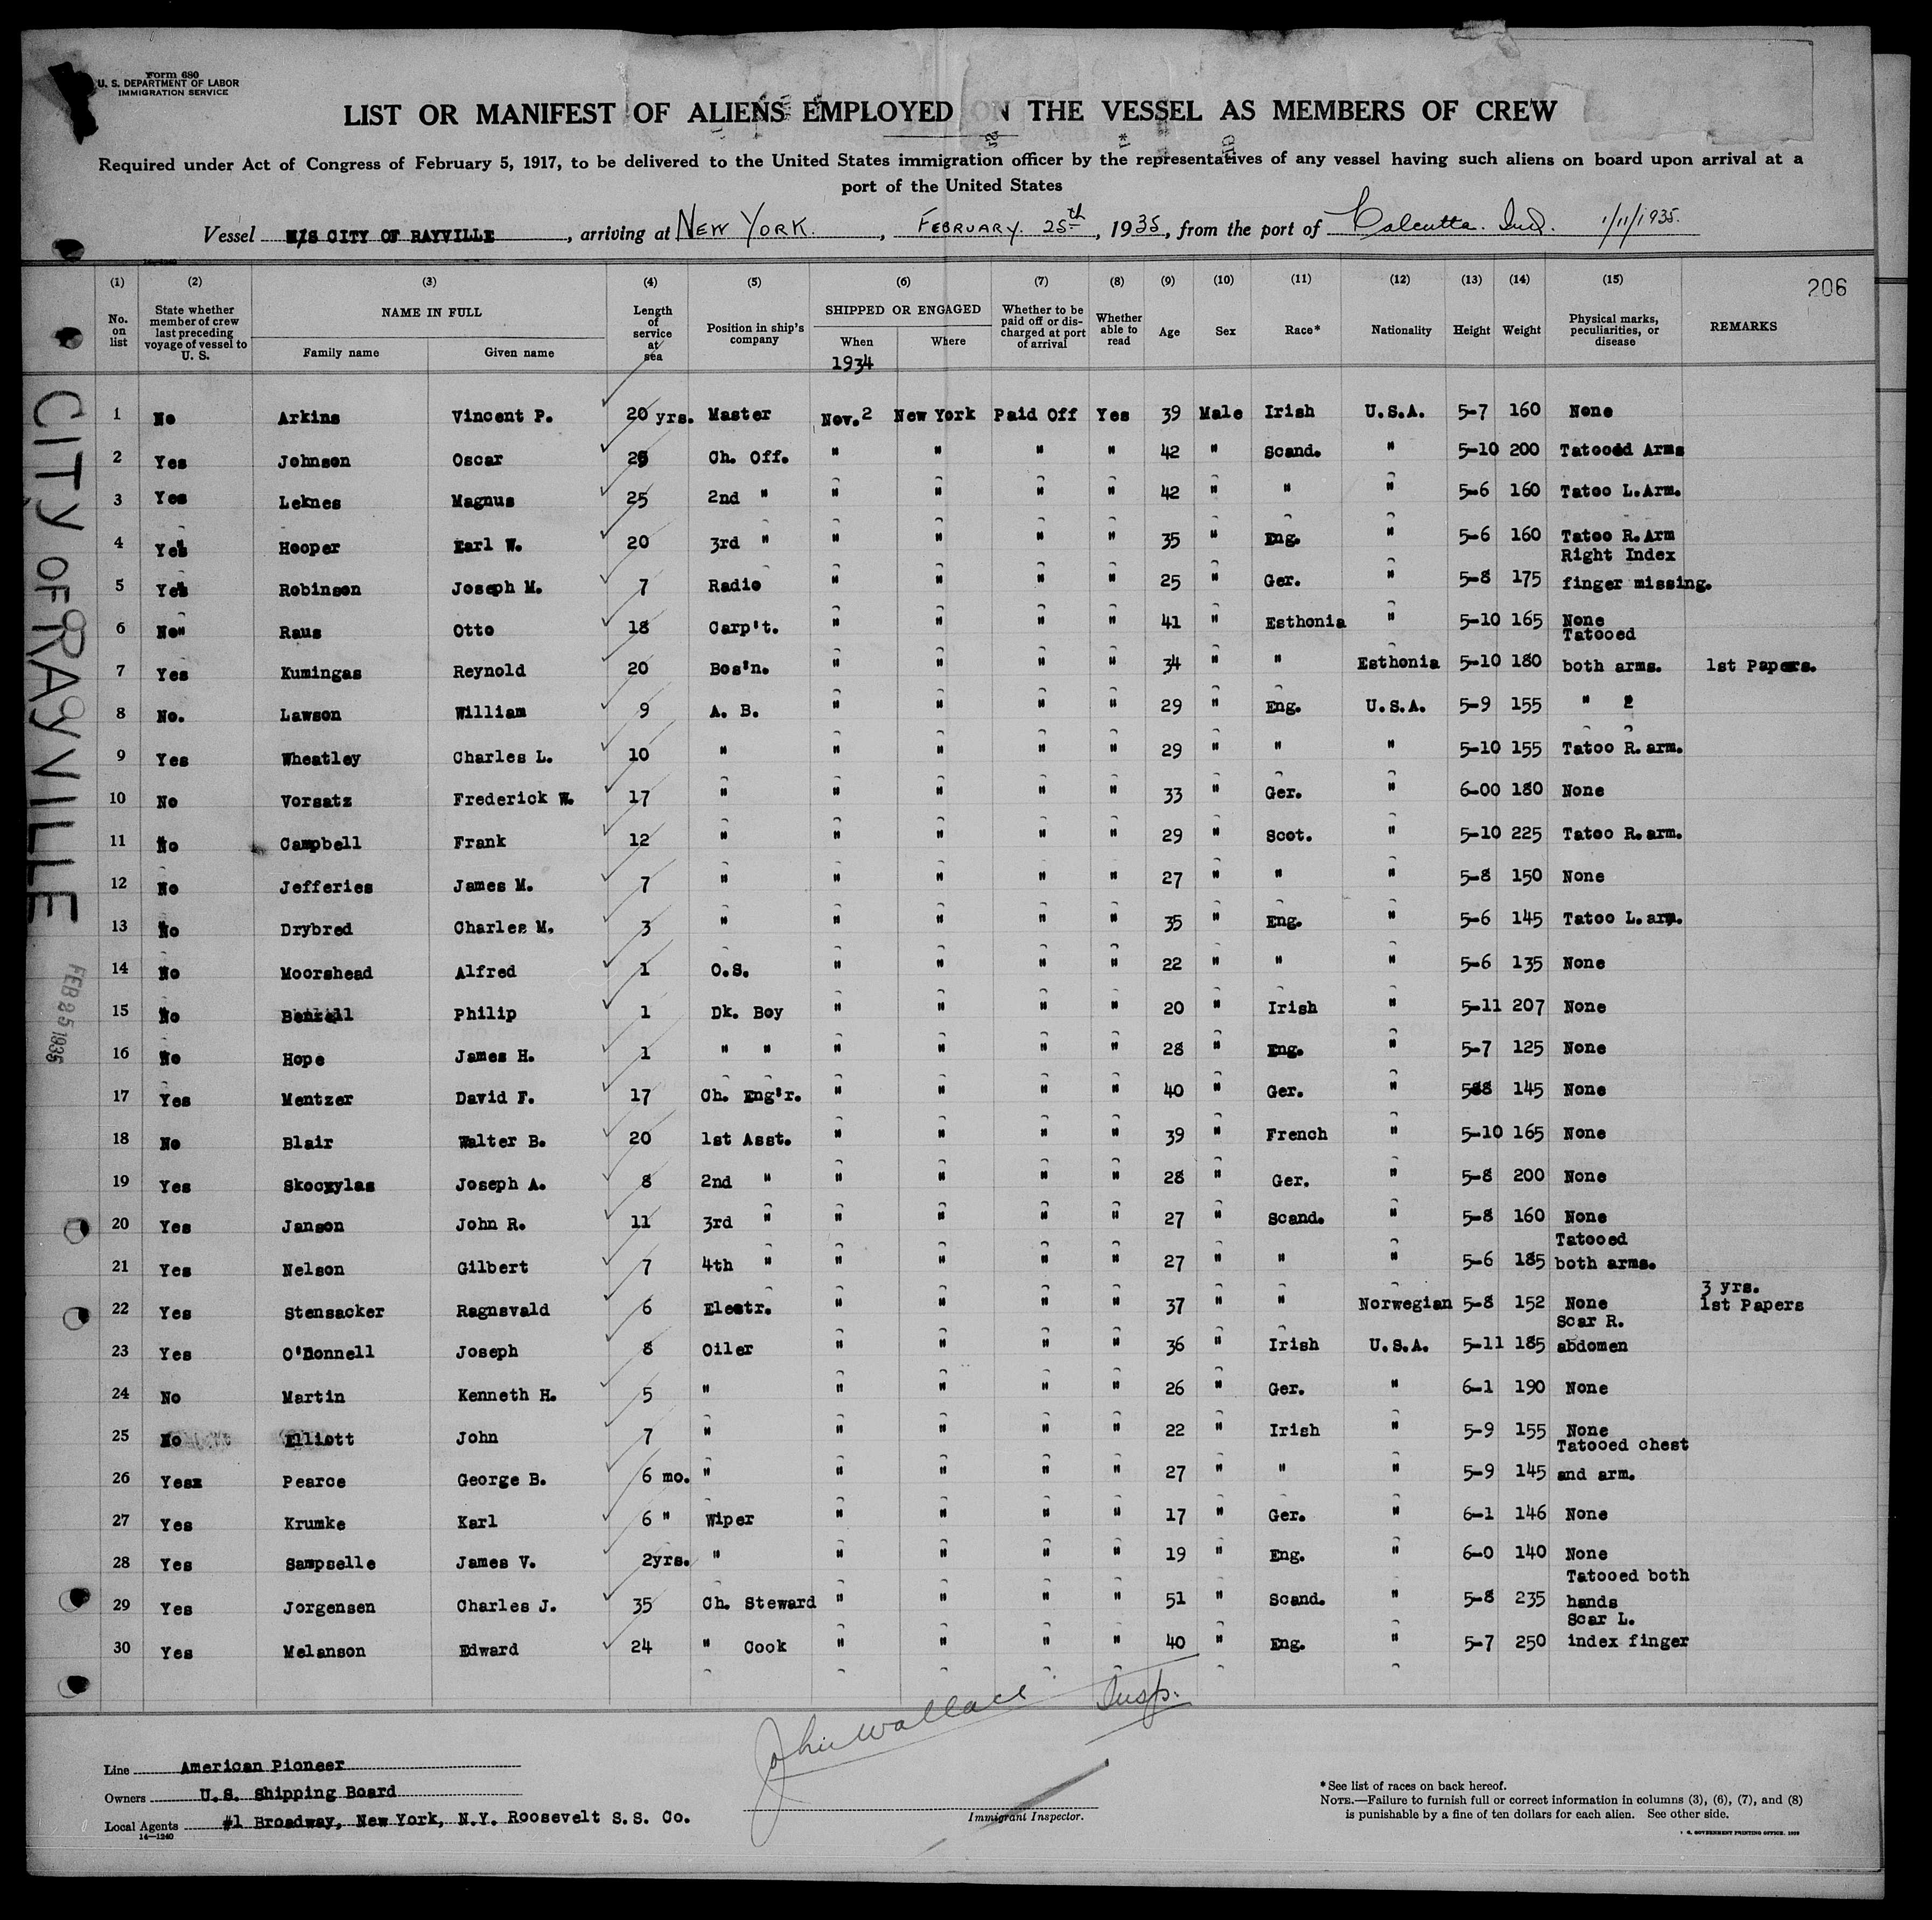 Form 680
U. S. DEPARTMENT OF LABOR
IMMIGRATION SERVICE
LIST OR MANIFEST OF ALIENS EMPLOYED ON THE VESSEL AS MEMBERS OF CREW
Required under Act of Congress of February 5, 1917, to be delivered to the United States immigration officer by the representatives of any vessel having such aliens on board upon arrival at a
port of the United States
Vessel M/S CITY OF RAYVILLE, arriving at NEW YORK., FEBRUARY. 25th, 1935, from the port of Calcutta. Ind. 1/11/1935.
206
(1) (2) (3) (4) (5) (6) (7) (8) (9) (10) (11) (12) (13) (14) (15)
No. on list State whether member of crew last preceding voyage of vessel to U. S. NAME IN FULL Family name Given name Length of service at sea Position in ship's company SHIPPED OR ENGAGED When Where Whether to be paid off or discharged at port of arrival Whether able to read Age Sex Race* Nationality Height Weight Physical marks, peculiarities, or disease REMARKS
1934
1 No Arkins Vincent P. 20 yrs. Master Nov. 2 New York Paid Off Yes 39 Male Irish U.S.A. 5-7 160 None
2 Yes Johnson Oscar Ch. Off. " " " " 42 " Scand. " 5-10 200 Tatooed Arms
3 Yes Leknes Magnus 25 2nd " " " " " 42 " " " 5-6 160 Tatoo L.Arm.
4 Yes Hooper Earl W. 20 3rd " " " " " 35 " Eng. " 5-6 160 Tatoo R.Arm
5 Yes Robinson Joseph M. 7 Radio " " " " 25 " Ger. " 5-8 175 Right Index finger missing.
6 No" Raus Otto 18 Carp't. " " " " 41 " Esthonia " 5-10 165 None
7 Yes Kumingas Reynold 20 Bos'n. " " " " 34 " " Esthonia 5-10 180 Tatooed both arms. 1st Papers.
8 No. Lawson William 9 A. B. " " " " 29 " Eng. U.S.A. 5-9 155 " "
9 Yes Wheatley Charles L. 10 " " " " " 29 " " " 5-10 155 Tatoo R.arm.
10 No Vorsatz Frederick W. 17 " " " " " 33 " Ger. " 6-00 180 None
11 No Campbell Frank 12 " " " " " 29 " Scot. " 5-10 225 Tatoo R.arm.
12 No Jefferies James M. 7 " " " " " 27 " " " 5-8 150 None
13 No Drybred Charles M. 3 " " " " " 35 " Eng. " 5-6 145 Tatoo L.arm.
14 No Moorshead Alfred 1 O.S. " " " " 22 " " " 5-6 135 None
15 No Philip 1 Dk. Boy " " " " 20 " Irish " 5-11 207 None
16 No Hope James H. 1 " " " " " " 28 " Eng. " 5-7 125 None
17 Yes Mentzer David F. 17 Ch. Eng'r. " " " " 40 " Ger. " 588 145 None
18 No Blair Walter B. 20 1st Asst. " " " " 39 " French " 5-10 165 None
19 Yes Skocxylas Joseph A. 8 2nd " " " " " 28 " Ger. " 5-8 200 None
20 Yes Janson John R. 11 3rd " " " " " 27 " Scand. " 5-8 160 None
21 Yes Nelson Gilbert 7 4th " " " " " 27 " " " 5-6 185 Tatooed both arms.
22 Yes Stensacker Ragnsvald 6 Electr. " " " " 37 " " Norwegian 5-8 152 None 3 yrs. 1st Papers
23 Yes O'Donnell Joseph 8 Oiler " " " " 36 " Irish U.S.A. 5-11 185 Scar R. abdomen
24 No Martin Kenneth H. 5 " " " " " 26 " Ger. " 6-1 190 None
25 No Elliott John 7 " " " " " 22 " Irish " 5-9 155 None
26 Yesx Pearce George B. 6 mo. " " " " " 27 " " " 5-9 145 Tatooed chest and arm.
27 Yes Krumke Karl 6 " Wiper " " " " 17 " Ger. " 6-1 146 None
28 Yes Sampselle James V. 2yrs. " " " " " 19 " Eng. " 6-0 140 None
29 Yes Jorgensen Charles J. 35 Ch. Steward " " " " 51 " Scand. " 5-8 235 Tatooed both hands
30 Yes Melanson Edward 24 " Cook " " " " 40 " Eng. " 5-7 250 Scar L. index finger
CITY OF RAYVILLE
FEB 25 1935
John Wallace Insp.
Immigrant Inspector.
Line American Pioneer
Owners U.S. Shipping Board
Local Agents #1 Broadway, New York, N.Y. Roosevelt S.S. Co.
14—1240
* See list of races on back hereof.
NOTE.—Failure to furnish full or correct information in columns (3), (6), (7), and (8)
is punishable by a fine of ten dollars for each alien. See other side.